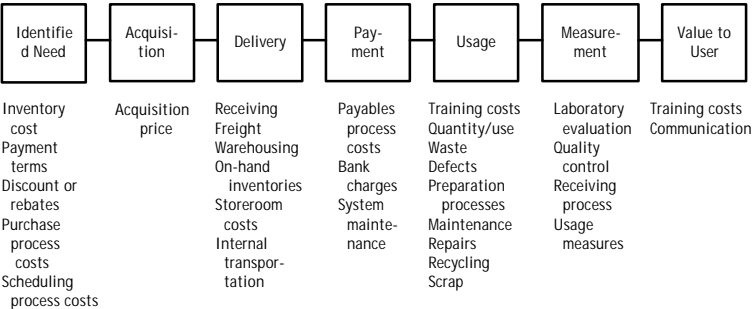 Identifie
d Need
Acquisi-
tion
Delivery
Pay-
ment
Usage
Measure-
ment
Value to
User
Inventory
cost
Payment
terms
Discount or
rebates
Purchase
process
costs
Scheduling
process costs
Acquisition
price
Receiving
Freight
Warehousing
On-hand
inventories
Storeroom
costs
Internal
transpor-
tation
Payables
process
costs
Bank
charges
System
mainte-
nance
Training costs
Quantity/use
Waste
Defects
Preparation
processes
Maintenance
Repairs
Recycling
Scrap
Laboratory
evaluation
Quality
control
Receiving
process
Usage
measures
Training costs
Communication